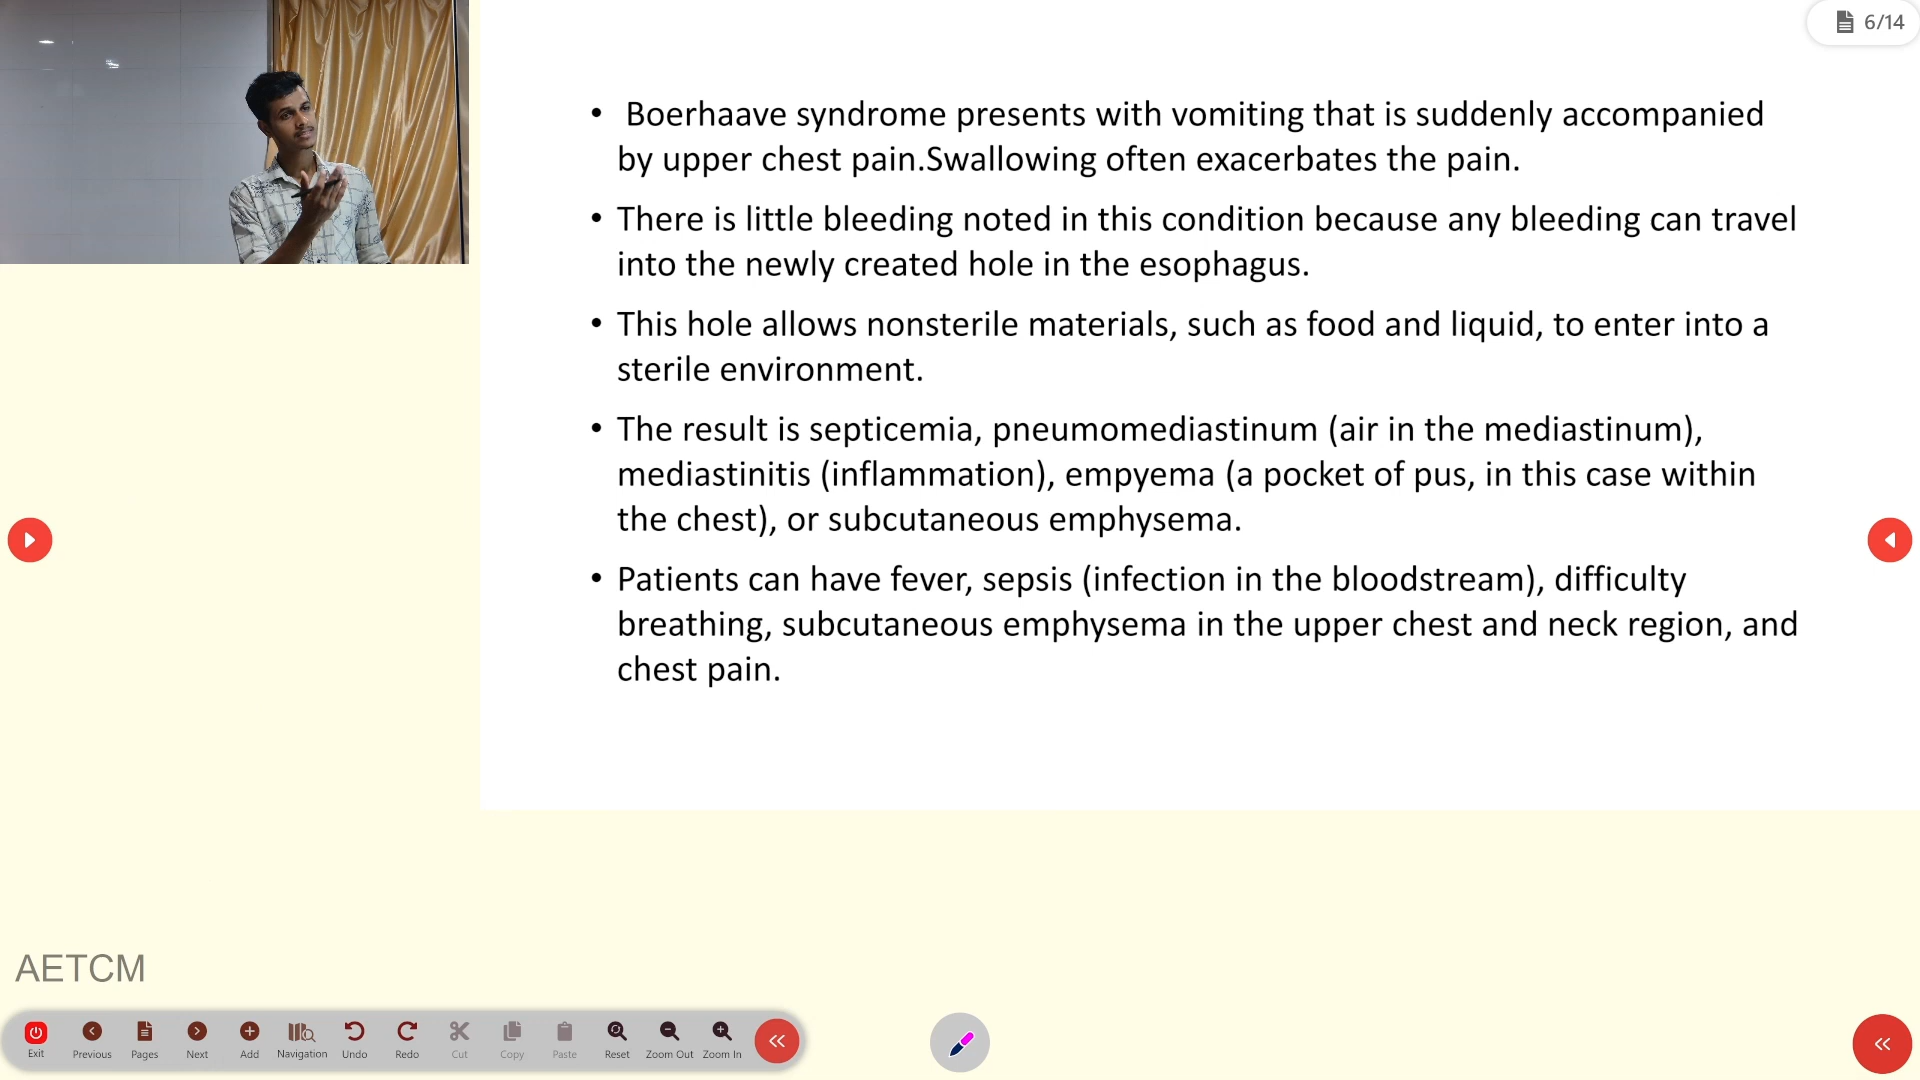 6/14
• Boerhaave syndrome presents with vomiting that is suddenly accompanied
by upper chest pain.Swallowing often exacerbates the pain.
• There is little bleeding noted in this condition because any bleeding can travel
into the newly created hole in the esophagus.
• This hole allows nonsterile materials, such as food and liquid, to enter into a
sterile environment.
• The result is septicemia, pneumomediastinum (air in the mediastinum),
mediastinitis (inflammation), empyema (a pocket of pus, in this case within
the chest), or subcutaneous emphysema.
• Patients can have fever, sepsis (infection in the bloodstream), difficulty
breathing, subcutaneous emphysema in the upper chest and neck region, and
chest pain.
AETCM
Exit Previous Pages Next Add Navigation Undo Redo Cut Copy Paste Reset Zoom Out Zoom In